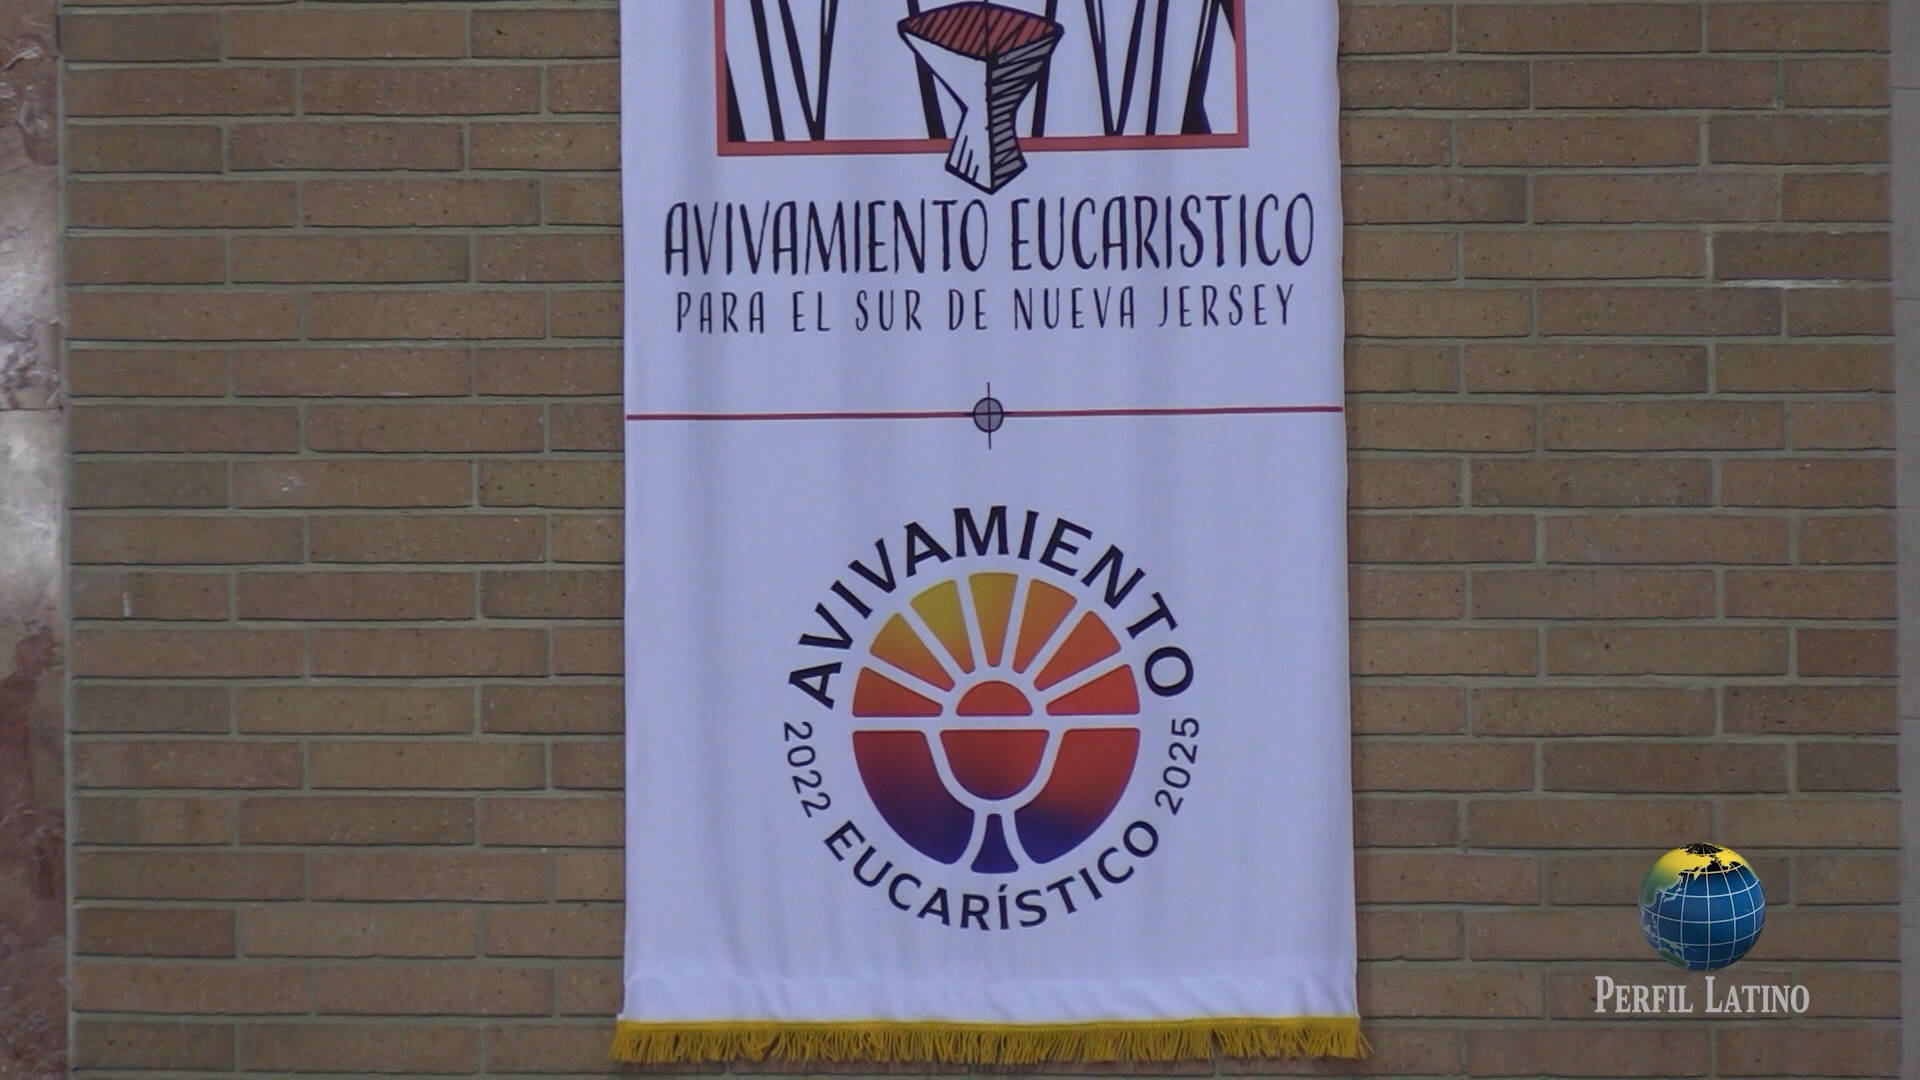 AVIVAMIENTO EUCARISTICO
PARA EL SUR DE NUEVA JERSEY
AVIVAMIENTO
2022 EUCARÍSTICO 2025
PERFIL LATINO